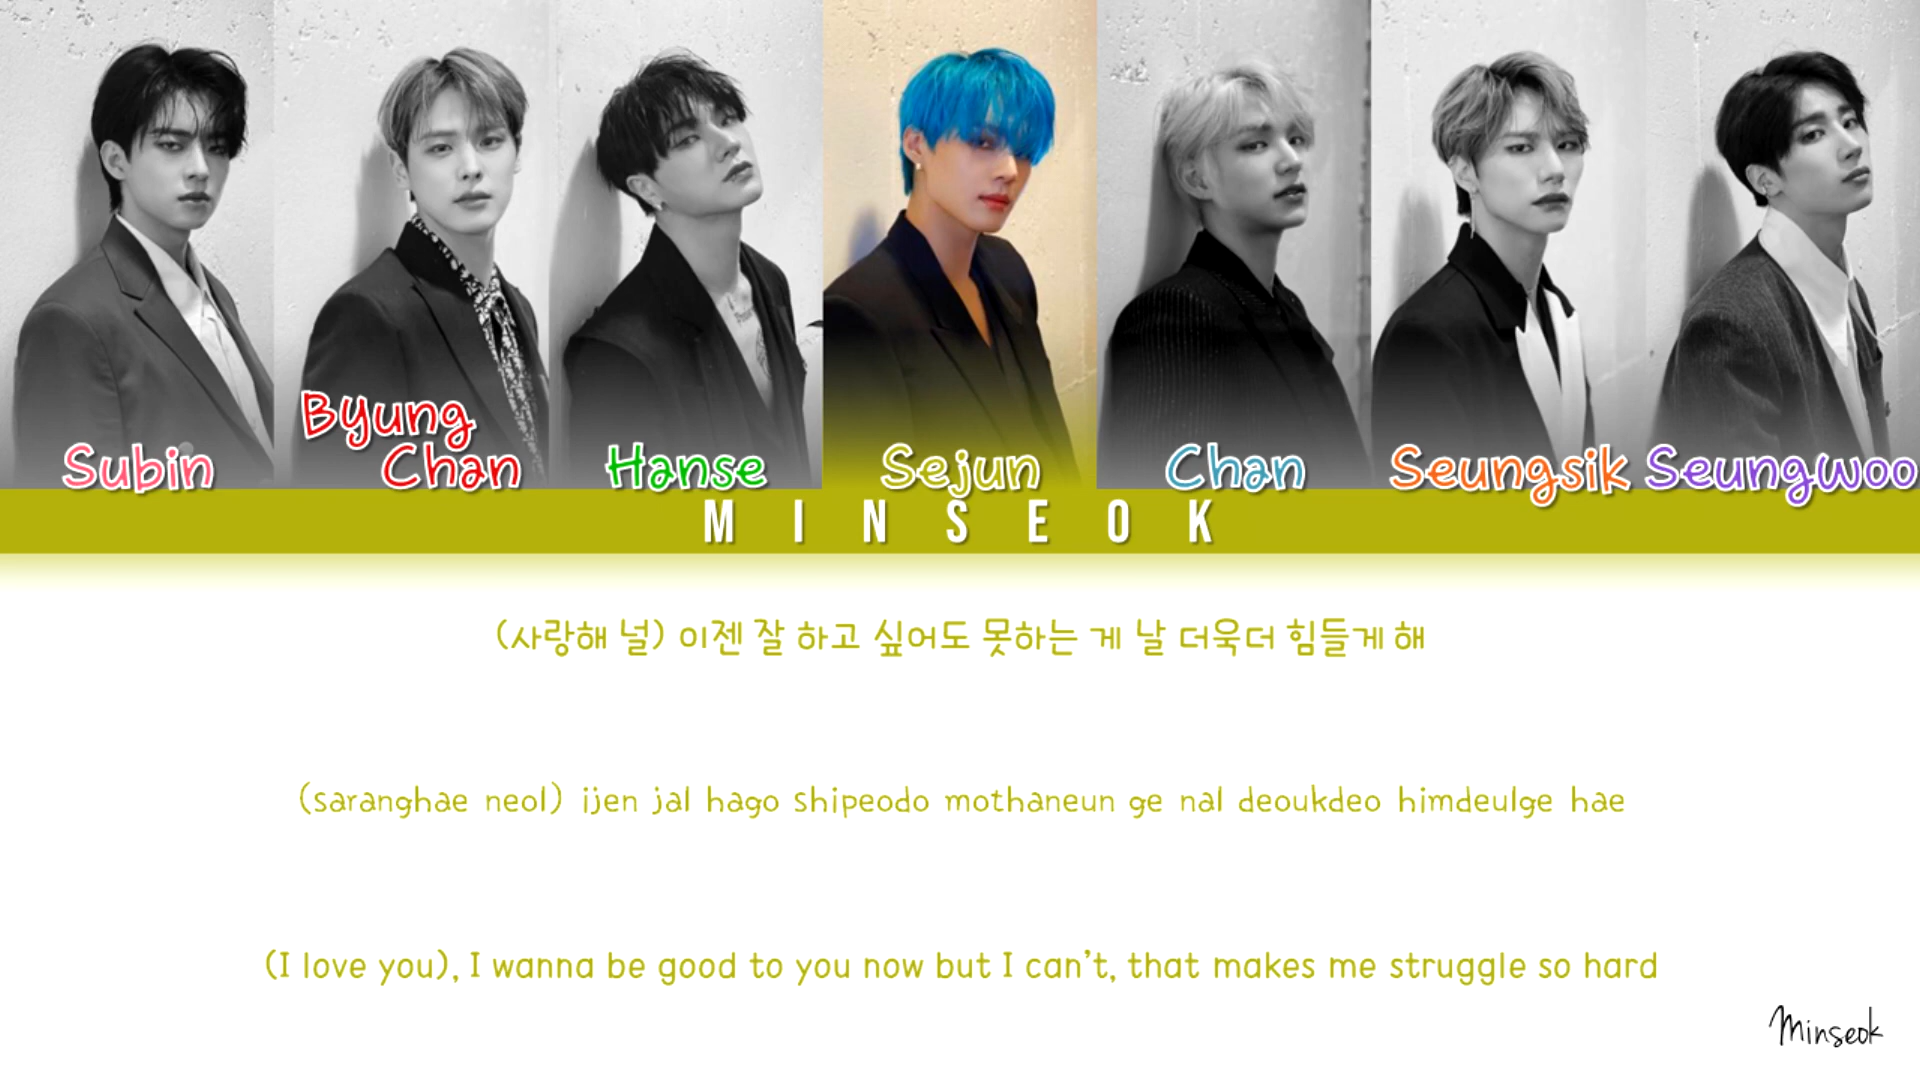 Subin
Byung
Chan
Hanse
Sejun
Chan
Seungsik
Seungwoo
MINSEOK
(사랑해 널) 이젠 잘 하고 싶어도 못하는 게 날 더욱더 힘들게 해
(saranghae neol) ijen jal hago shipeodo mothaneun ge nal deoukdeo himdeulge hae
(I love you), I wanna be good to you now but I can't, that makes me struggle so hard
Minseok